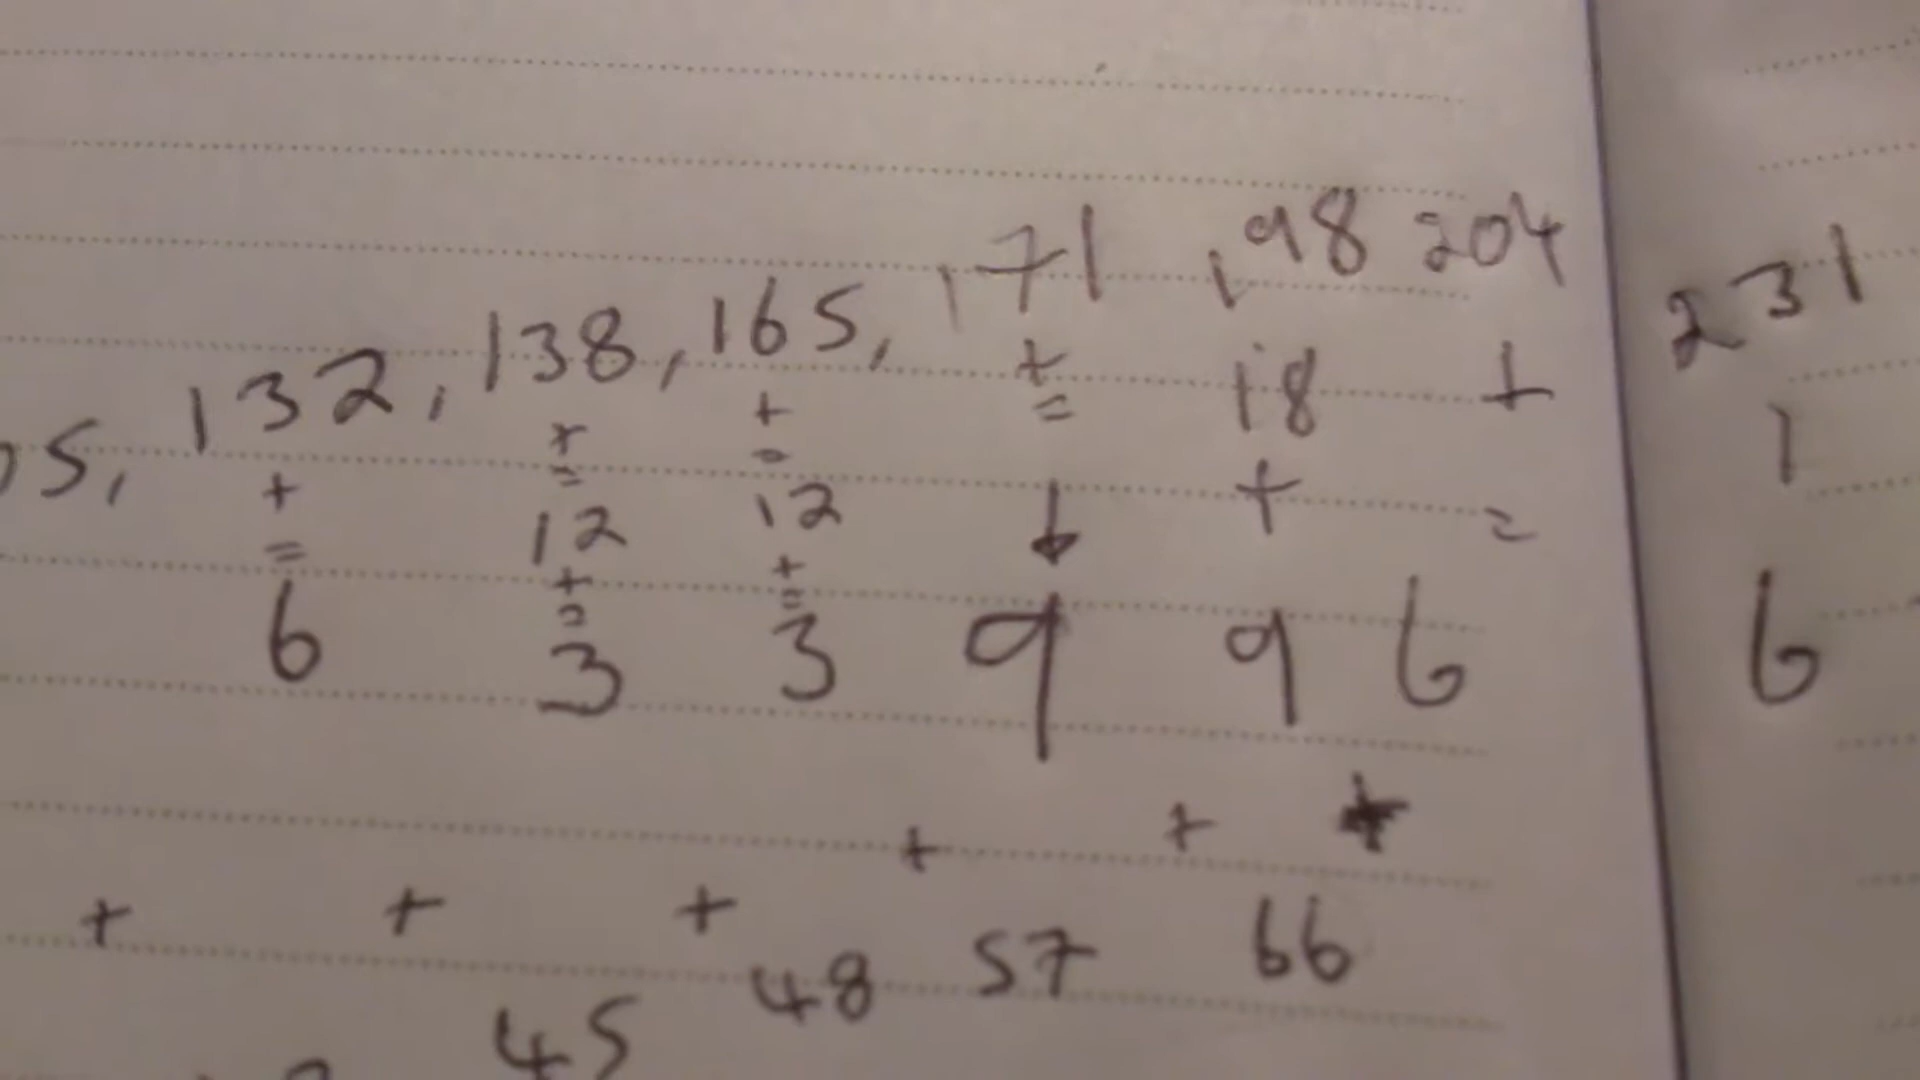 5, 132, 138, 165, 171 ,198 204 231
+ + + + 18 + 1
= = = = + =
12 12
+ +
= =
6 3 3 9 9 6 6
+ + + + + +
45 48 57 66